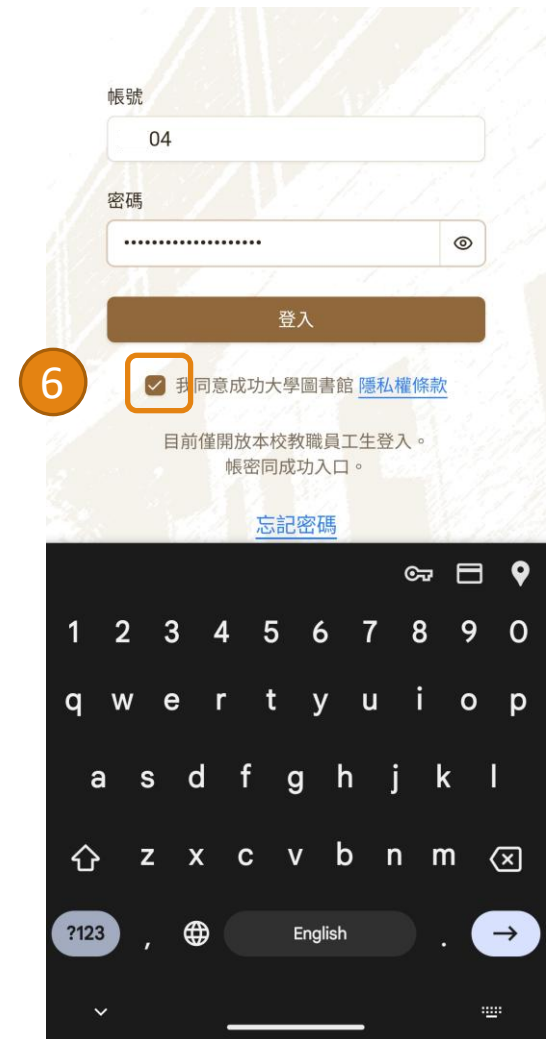 帳號
04
密碼
••••••••••••••••••••
登入
6
我同意成功大學圖書館 隱私權條款
目前僅開放本校教職員工生登入。
帳密同成功入口。
忘記密碼
1 2 3 4 5 6 7 8 9 0
q w e r t y u i o p
a s d f g h j k l
z x c v b n m
?123 , English .